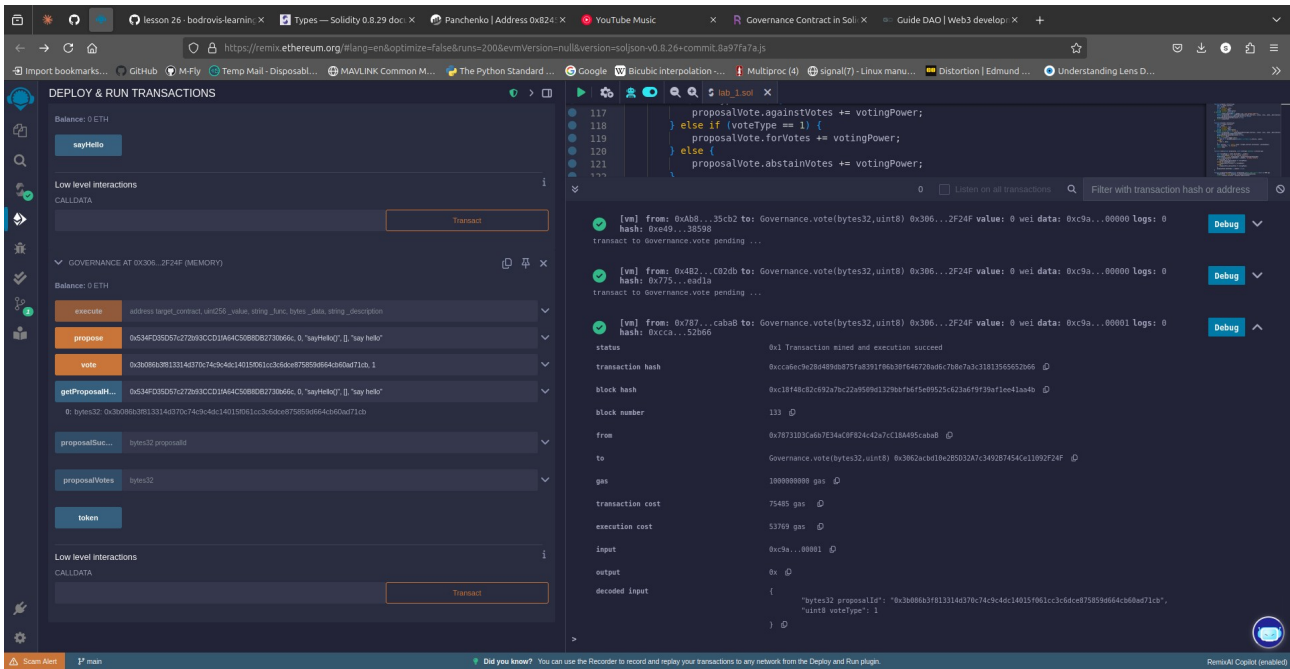 lesson 26 · bodrovis-learning
Types — Solidity 0.8.29 doc
Panchenko | Address 0x824
YouTube Music
Governance Contract in Soli
Guide DAO | Web3 develop
https://remix.ethereum.org/#lang=en&optimize=false&runs=200&evmVersion=null&version=soljson-v0.8.26+commit.8a97fa7a.js
Import bookmarks...
GitHub
M-Fly
Temp Mail - Disposabl...
MAVLINK Common M...
The Python Standard ...
Google
Bicubic interpolation -...
Multiproc (4)
signal(7) - Linux manu...
Distortion | Edmund ...
Understanding Lens D...
DEPLOY & RUN TRANSACTIONS
Balance: 0 ETH
sayHello
Low level interactions
i
CALLDATA
Transact
GOVERNANCE AT 0X306...2F24F (MEMORY)
Balance: 0 ETH
execute
address target_contract, uint256 _value, string _func, bytes _data, string _description
propose
0x534FD35D57c272b93CCD1fA64C50B8DB2730b66c, 0, "sayHello()", [], "say hello"
vote
0x3b086b3f813314d370c74c9c4dc14015f061cc3c6dce875859d664cb60ad71cb, 1
getProposalH...
0x534FD35D57c272b93CCD1fA64C50B8DB2730b66c, 0, "sayHello()", [], "say hello"
0: bytes32: 0x3b086b3f813314d370c74c9c4dc14015f061cc3c6dce875859d664cb60ad71cb
proposalSuc...
bytes32 proposalId
proposalVotes
bytes32
token
Low level interactions
i
CALLDATA
Transact
lab_1.sol
117 proposalVote.againstVotes += votingPower;
118 } else if (voteType == 1) {
119 proposalVote.forVotes += votingPower;
120 } else {
121 proposalVote.abstainVotes += votingPower;
0
Listen on all transactions
Filter with transaction hash or address
[vm] from: 0xAb8...35cb2 to: Governance.vote(bytes32,uint8) 0x306...2F24F value: 0 wei data: 0xc9a...00000 logs: 0
hash: 0xe49...38598
Debug
transact to Governance.vote pending ...
[vm] from: 0x4B2...C02db to: Governance.vote(bytes32,uint8) 0x306...2F24F value: 0 wei data: 0xc9a...00000 logs: 0
hash: 0x775...ead1a
Debug
transact to Governance.vote pending ...
[vm] from: 0x787...cabaB to: Governance.vote(bytes32,uint8) 0x306...2F24F value: 0 wei data: 0xc9a...00001 logs: 0
hash: 0xcca...52b66
Debug
status 0x1 Transaction mined and execution succeed
transaction hash
block hash
block number 133
from 0x78731D3Ca6b7E34aC0F824c42a7cC18A495cabaB
to Governance.vote(bytes32,uint8) 0x3062acbd10e2B5D32A7c3492B7454Ce11092F24F
gas 1000000000 gas
transaction cost 75485 gas
execution cost 53769 gas
input 0xc9a...00001
output 0x
decoded input {
"bytes32 proposalId": "0x3b086b3f813314d370c74c9c4dc14015f061cc3c6dce875859d664cb60ad71cb",
"uint8 voteType": 1
}
>
Scam Alert
main
Did you know? You can use the Recorder to record and replay your transactions to any network from the Deploy and Run plugin.
RemixAI Copilot (enabled)